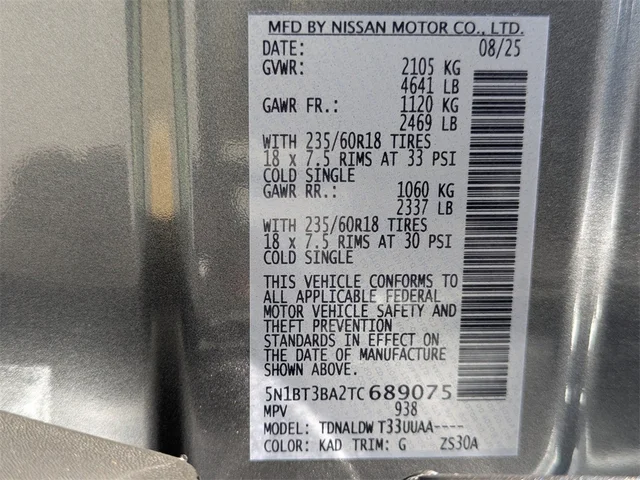 MFD BY NISSAN MOTOR CO., LTD.
DATE: 08/25
GVWR: 2105 KG
4641 LB
GAWR FR.: 1120 KG
2469 LB
WITH 235/60R18 TIRES
18 x 7.5 RIMS AT 33 PSI
COLD SINGLE
GAWR RR.: 1060 KG
2337 LB
WITH 235/60R18 TIRES
18 x 7.5 RIMS AT 30 PSI
COLD SINGLE
THIS VEHICLE CONFORMS TO
ALL APPLICABLE FEDERAL
MOTOR VEHICLE SAFETY AND
THEFT PREVENTION
STANDARDS IN EFFECT ON
THE DATE OF MANUFACTURE
SHOWN ABOVE.
5N1BT3BA2TC689075
MPV 938
MODEL: TDNALDW T33UUAA----
COLOR: KAD TRIM: G ZS30A